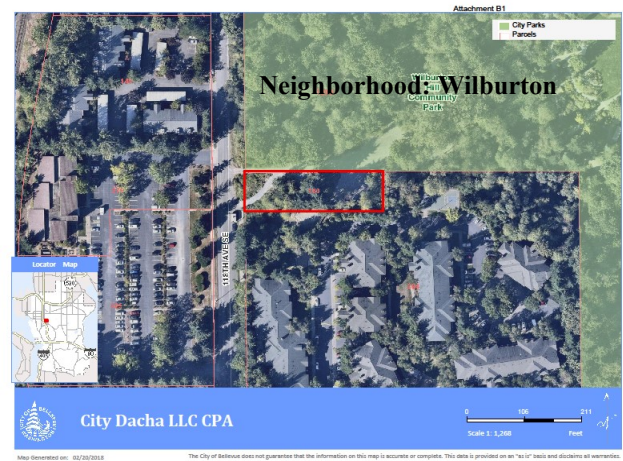 Attachment B1
City Parks
Parcels
Neighborhood: Wilburton
Wilburton
Hill
Community
Park
118TH AVE SE
Locator Map
City Dacha LLC CPA
0 106 211
Scale 1: 1,268 Feet
Map Generated on: 02/20/2018
The City of Bellevue does not guarantee that the information on this map is accurate or complete. This data is provided on an "as is" basis and disclaims all warranties.